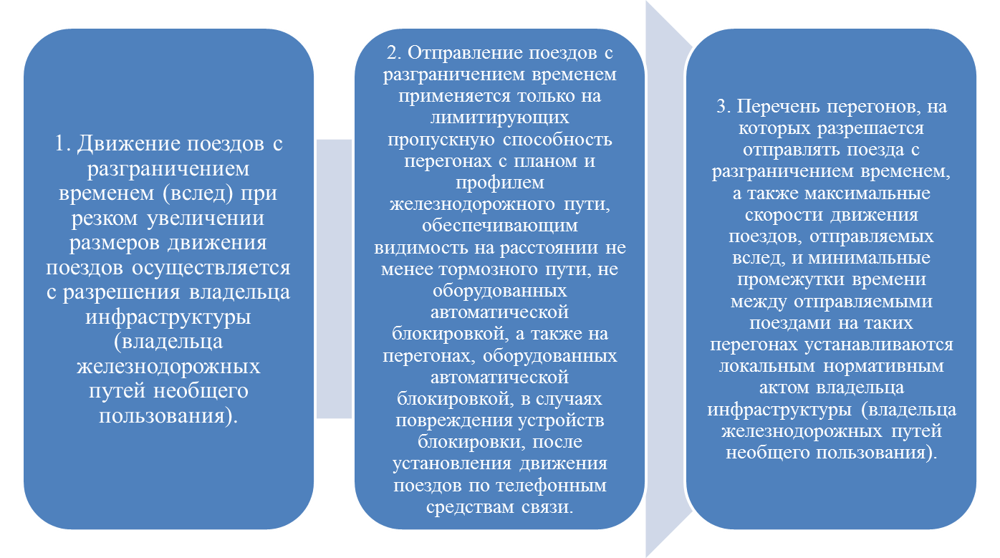 1. Движение поездов с
разграничением
временем (вслед) при
резком увеличении
размеров движения
поездов осуществляется
с разрешения владельца
инфраструктуры
(владельца
железнодорожных
путей необщего
пользования).
2. Отправление поездов с
разграничением временем
применяется только на
лимитирующих
пропускную способность
перегонах с планом и
профилем
железнодорожного пути,
обеспечивающим
видимость на расстоянии не
менее тормозного пути, не
оборудованных
автоматической
блокировкой, а также на
перегонах, оборудованных
автоматической
блокировкой, в случаях
повреждения устройств
блокировки, после
установления движения
поездов по телефонным
средствам связи.
3. Перечень перегонов, на
которых разрешается
отправлять поезда с
разграничением временем,
а также максимальные
скорости движения
поездов, отправляемых
вслед, и минимальные
промежутки времени
между отправляемыми
поездами на таких
перегонах устанавливаются
локальным нормативным
актом владельца
инфраструктуры (владельца
железнодорожных путей
необщего пользования).